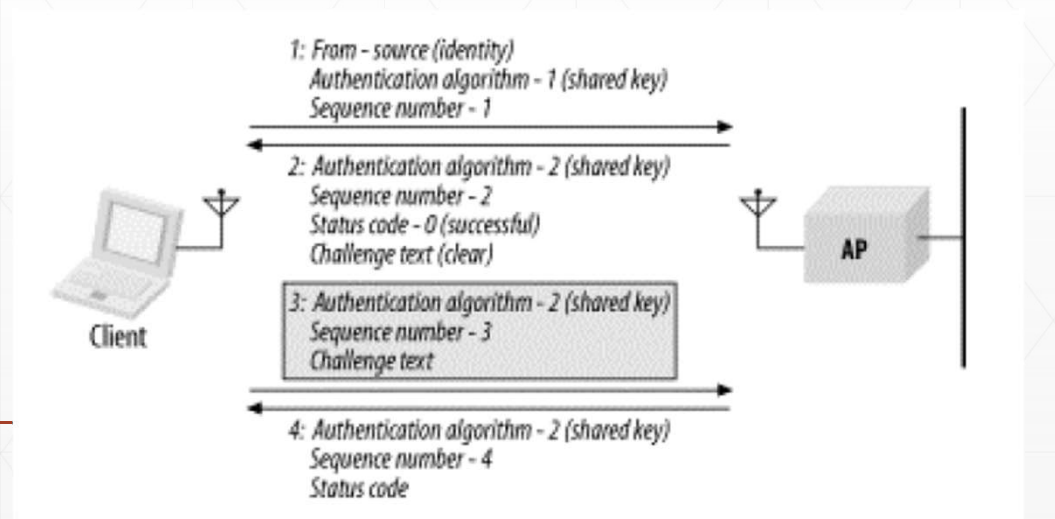 1: From - source (identity)
Authentication algorithm - 1 (shared key)
Sequence number - 1
2: Authentication algorithm - 2 (shared key)
Sequence number - 2
Status code - 0 (successful)
Challenge text (clear)
Client
AP
3: Authentication algorithm - 2 (shared key)
Sequence number - 3
Challenge text
4: Authentication algorithm - 2 (shared key)
Sequence number - 4
Status code